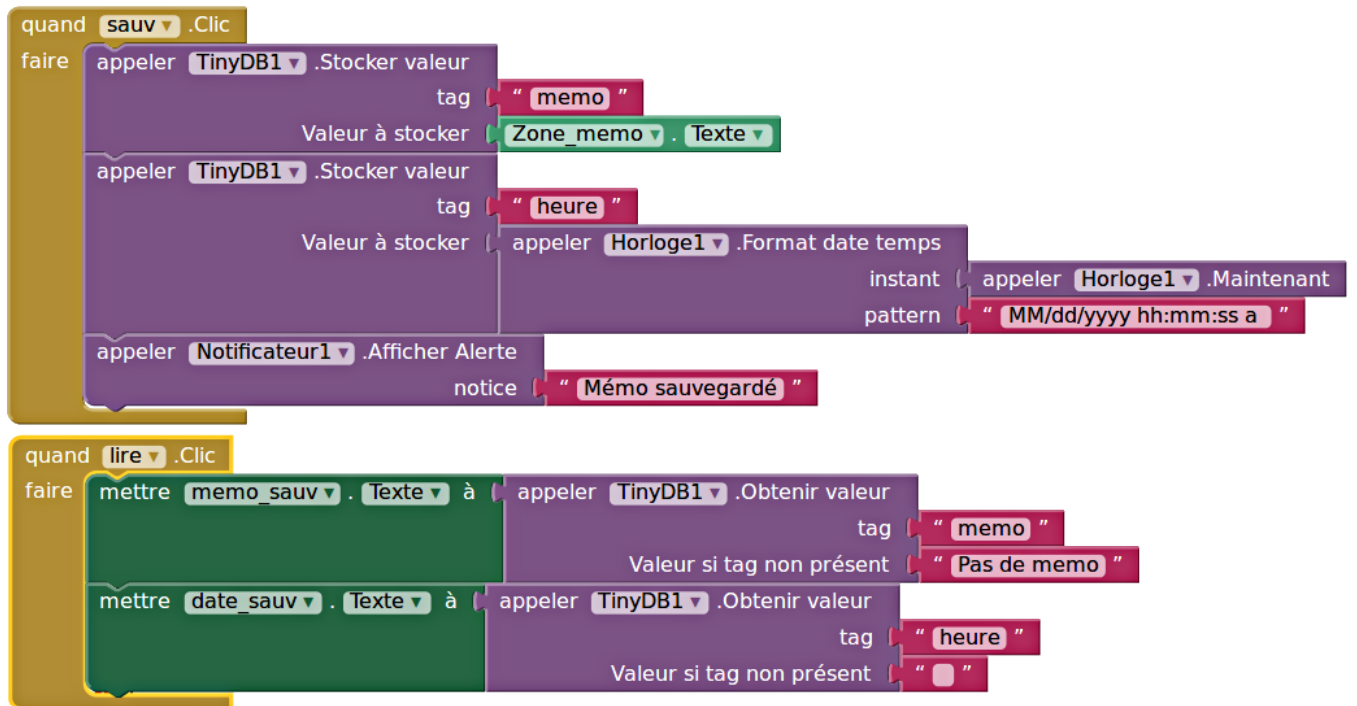 quand sauv .Clic
faire appeler TinyDB1 .Stocker valeur
tag " memo "
Valeur à stocker Zone_memo . Texte
appeler TinyDB1 .Stocker valeur
tag " heure "
Valeur à stocker appeler Horloge1 .Format date temps
instant appeler Horloge1 .Maintenant
pattern " MM/dd/yyyy hh:mm:ss a "
appeler Notificateur1 .Afficher Alerte
notice " Mémo sauvegardé "
quand lire .Clic
faire mettre memo_sauv . Texte à appeler TinyDB1 .Obtenir valeur
tag " memo "
Valeur si tag non présent " Pas de memo "
mettre date_sauv . Texte à appeler TinyDB1 .Obtenir valeur
tag " heure "
Valeur si tag non présent " "